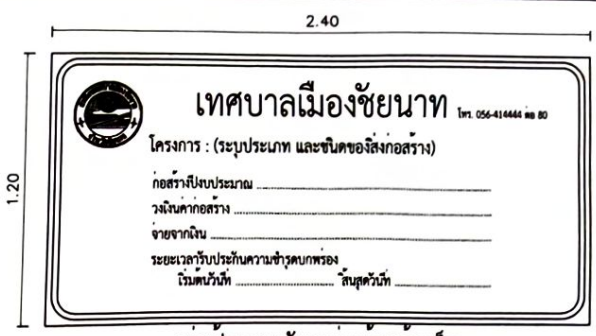 2.40
เทศบาลเมืองชัยนาท โทร. 056-414444 ต่อ 80
โครงการ : (ระบุประเภท และชนิดของสิ่งก่อสร้าง)
1.20
ก่อสร้างปีงบประมาณ
วงเงินค่าก่อสร้าง
จ่ายจากเงิน
ระยะเวลารับประกันความชำรุดบกพร่อง
เริ่มต้นวันที่ สิ้นสุดวันที่